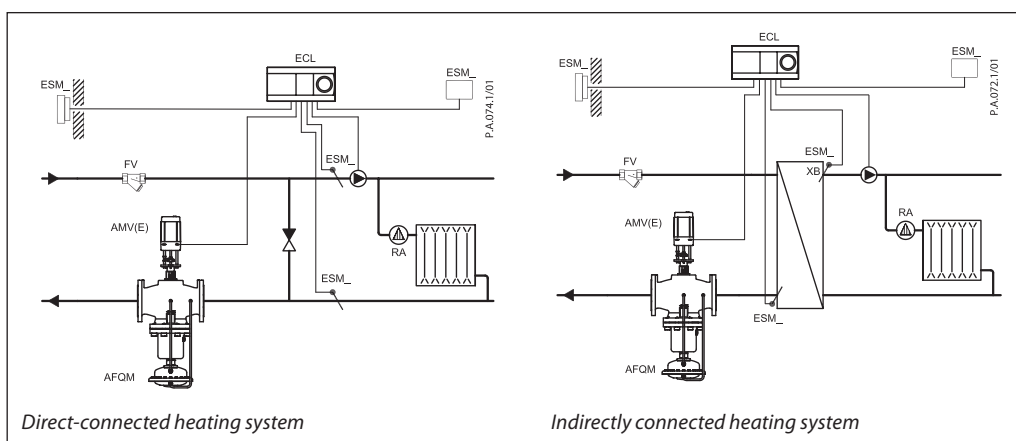 ECL
ESM_
ESM_
P.A.074.1/01
ESM_
FV
AMV(E)
RA
ESM_
AFQM
Direct-connected heating system
ECL
ESM_
ESM_
P.A.072.1/01
ESM_
FV
XB
AMV(E)
RA
ESM_
AFQM
Indirectly connected heating system